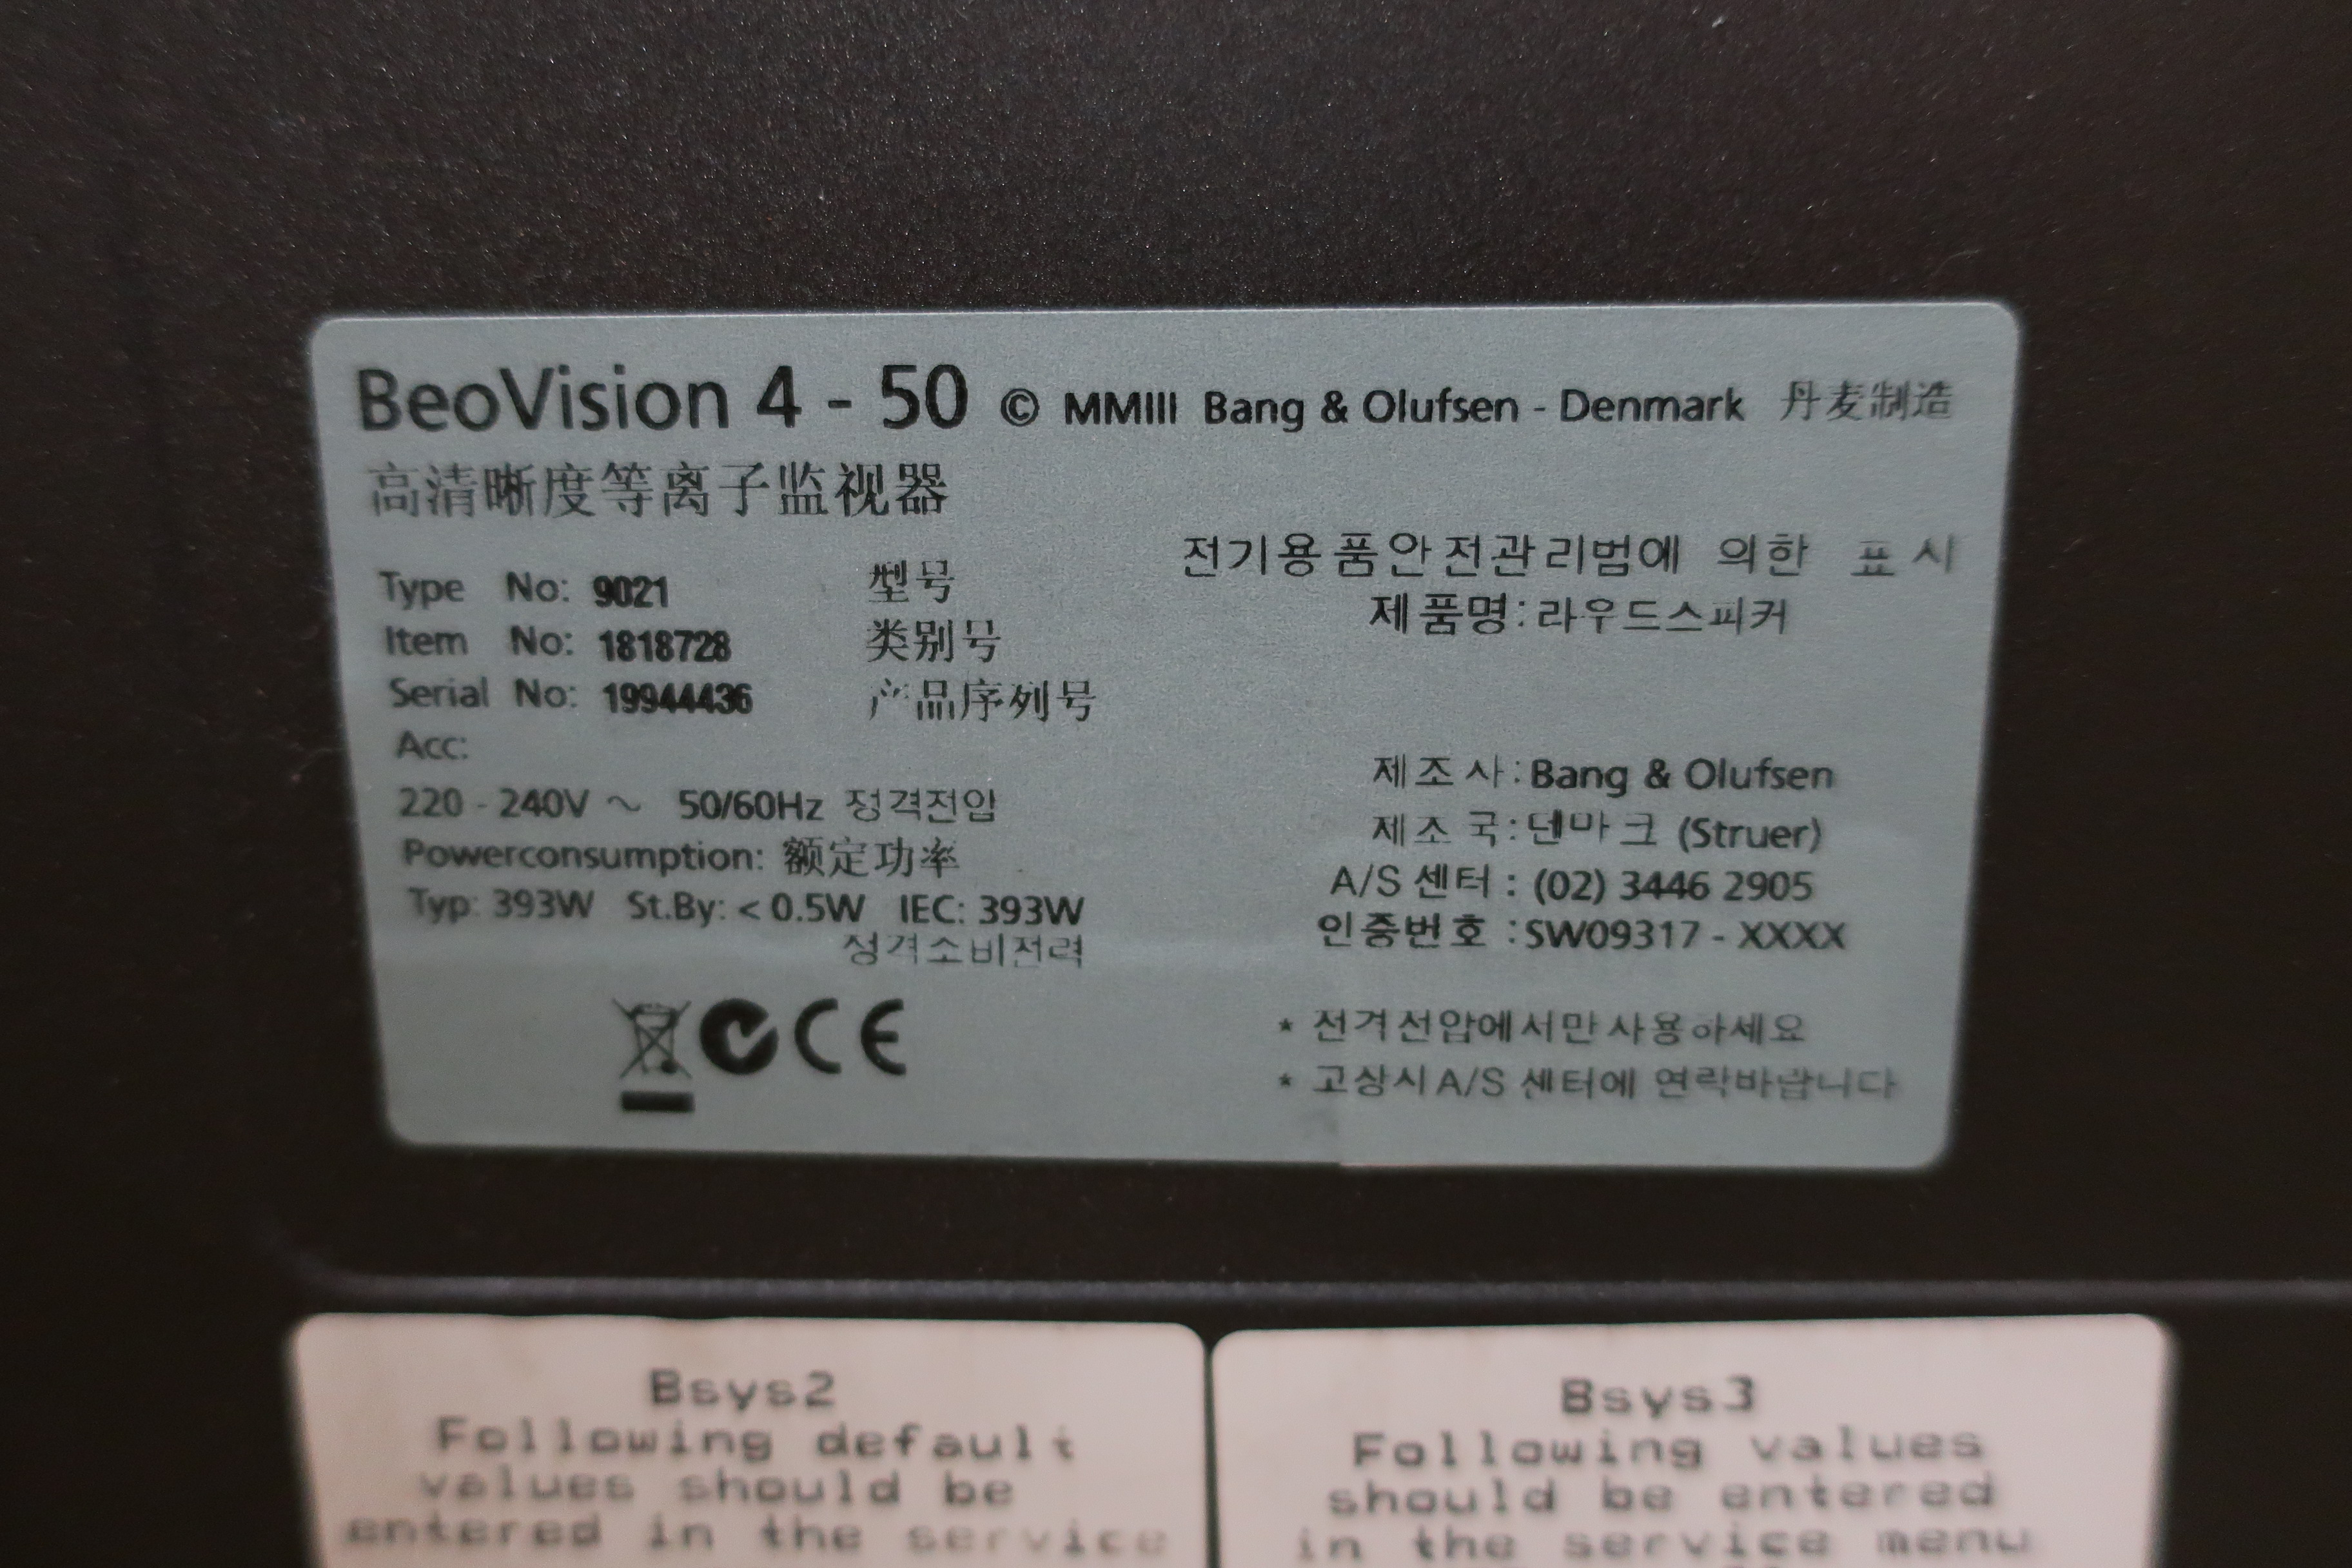 BeoVision 4 - 50 © MMIII Bang & Olufsen - Denmark 丹麦制造
高清晰度等离子监视器
Type No: 9021 型号
Item No: 1818728 类别号
Serial No: 19944436 产品序列号
Acc:
220 - 240V ~ 50/60Hz 정격전압
Powerconsumption: 额定功率
Typ: 393W St.By: < 0.5W IEC: 393W
정격소비전력
CE
전기용품안전관리법에 의한 표시
제품명: 라우드스피커
제조사: Bang & Olufsen
제조국: 덴마크 (Struer)
A/S 센터 : (02) 3446 2905
인증번호 : SW09317 - XXXX
* 전격전압에서만 사용하세요
* 고상시 A/S 센터에 연락바랍니다
Bsys2
Following default
values should be
entered in the service
Bsys3
Following values
should be entered
in the service menu